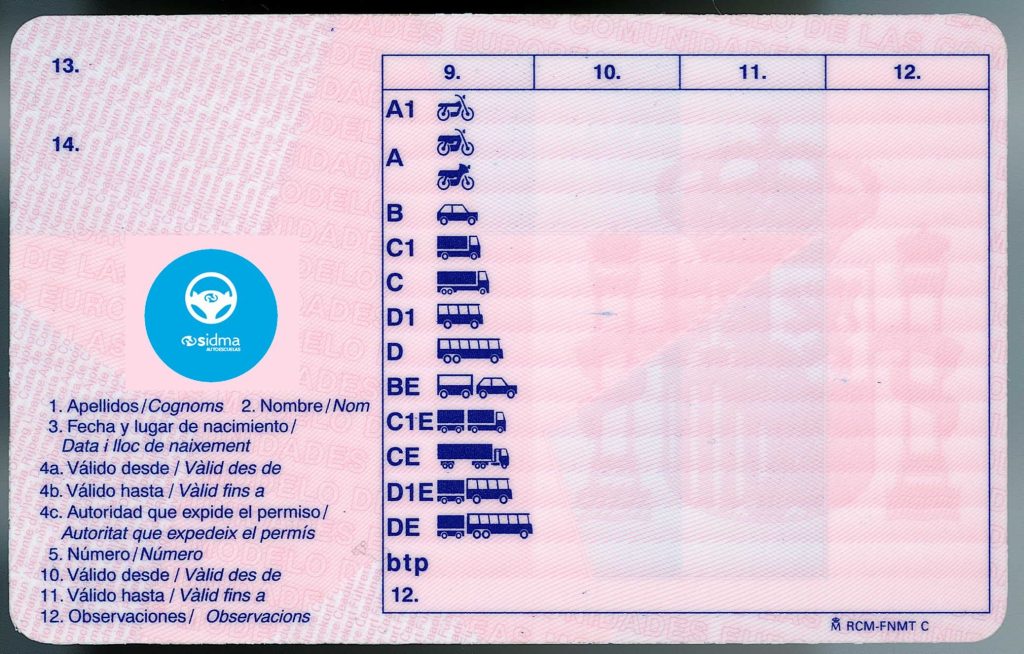 13.
14.
sidma
AUTOESCUELAS
1. Apellidos/Cognoms 2. Nombre/Nom
3. Fecha y lugar de nacimiento/
Data i lloc de naixement
4a. Válido desde / Vàlid des de
4b. Válido hasta / Vàlid fins a
4c. Autoridad que expide el permiso/
Autoritat que expedeix el permís
5. Número/Número
10. Válido desde / Vàlid des de
11. Válido hasta / Vàlid fins a
12. Observaciones/ Observacions
9. 10. 11. 12.
A1
A
B
C1
C
D1
D
BE
C1E
CE
D1E
DE
btp
12.
RCM-FNMT C